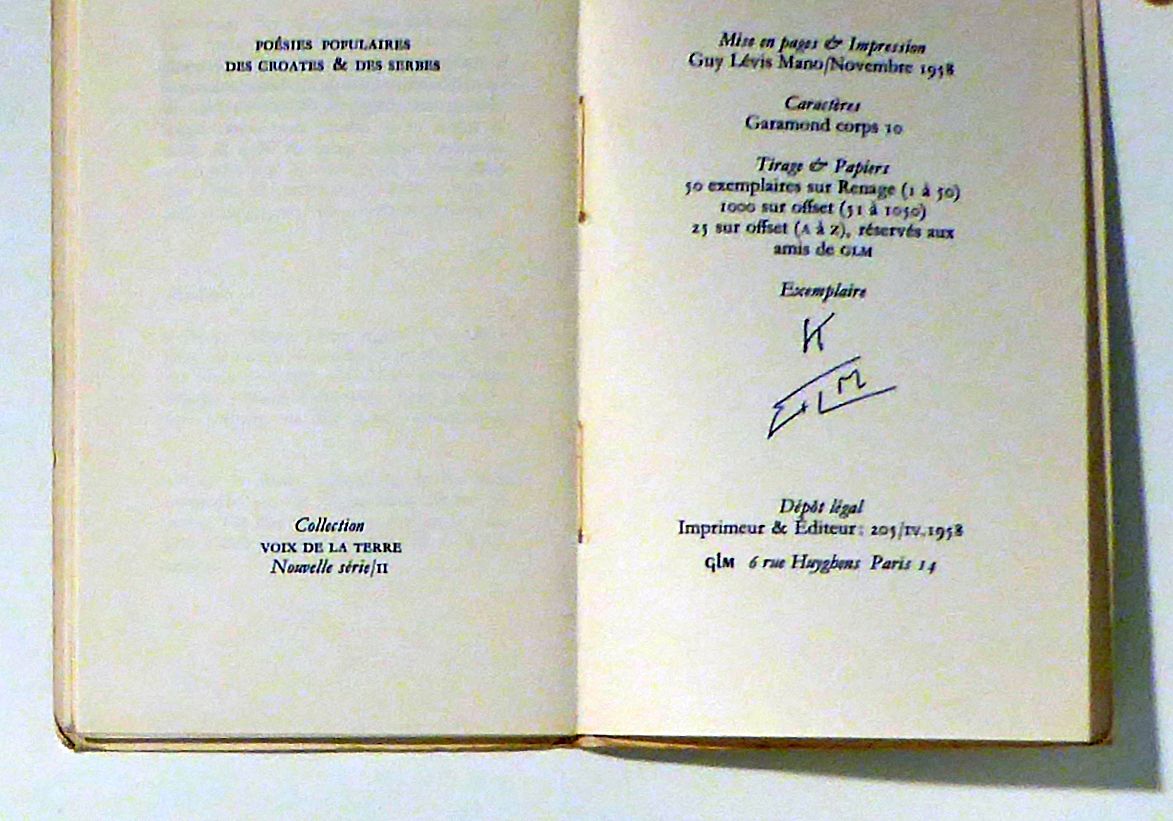 POÉSIES POPULAIRES
DES CROATES & DES SERBES
Collection
VOIX DE LA TERRE
Nouvelle série/II
Mise en pages & Impression
Guy Lévis Mano/Novembre 1958
Caractères
Garamond corps 10
Tirage & Papiers
50 exemplaires sur Renage (1 à 50)
1000 sur offset (51 à 1050)
25 sur offset (A à Z), réservés aux
amis de GLM
Exemplaire
K
GLM
Dépôt légal
Imprimeur & Éditeur : 205/IV.1958
GLM 6 rue Huyghens Paris 14